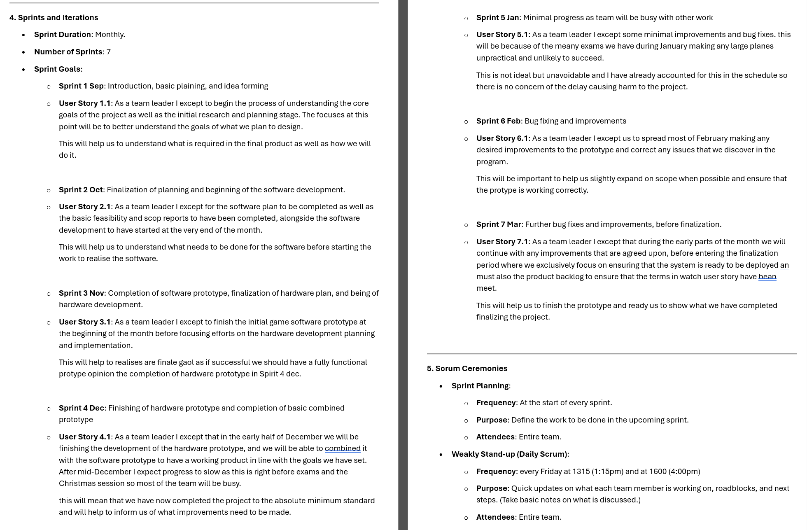 4. Sprints and Iterations
• Sprint Duration: Monthly.
• Number of Sprints: 7
• Sprint Goals:
o Sprint 1 Sep: Introduction, basic plaining, and idea forming
o User Story 1.1: As a team leader I except to begin the process of understanding the core
goals of the project as well as the initial research and planning stage. The focuses at this
point will be to better understand the goals of what we plan to design.
This will help us to understand what is required in the final product as well as how we will
do it.
o Sprint 2 Oct: Finalization of planning and beginning of the software development.
o User Story 2.1: As a team leader I except for the software plan to be completed as well as
the basic feasibility and scop reports to have been completed, alongside the software
development to have started at the very end of the month.
This will help us to understand what needs to be done for the software before starting the
work to realise the software.
o Sprint 3 Nov: Completion of software prototype, finalization of hardware plan, and being of
hardware development.
o User Story 3.1: As a team leader I except to finish the initial game software prototype at
the beginning of the month before focusing efforts on the hardware development planning
and implementation.
This will help to realises are finale gaol as if successful we should have a fully functional
protype opinion the completion of hardware prototype in Spirit 4 dec.
o Sprint 4 Dec: Finishing of hardware prototype and completion of basic combined
prototype
o User Story 4.1: As a team leader I except that in the early half of December we will be
finishing the development of the hardware prototype, and we will be able to combined it
with the software prototype to have a working product in line with the goals we have set.
After mid-December I expect progress to slow as this is right before exams and the
Christmas session so most of the team will be busy.
this will mean that we have now completed the project to the absolute minimum standard
and will help to inform us of what improvements need to be made.
o Sprint 5 Jan: Minimal progress as team will be busy with other work
o User Story 5.1: As a team leader I except some minimal improvements and bug fixes. this
will be because of the meany exams we have during January making any large planes
unpractical and unlikely to succeed.
This is not ideal but unavoidable and I have already accounted for this in the schedule so
there is no concern of the delay causing harm to the project.
o Sprint 6 Feb: Bug fixing and improvements
o User Story 6.1: As a team leader I except us to spread most of February making any
desired improvements to the prototype and correct any issues that we discover in the
program.
This will be important to help us slightly expand on scope when possible and ensure that
the protype is working correctly.
o Sprint 7 Mar: Further bug fixes and improvements, before finalization.
o User Story 7.1: As a team leader I except that during the early parts of the month we will
continue with any improvements that are agreed upon, before entering the finalization
period where we exclusively focus on ensuring that the system is ready to be deployed an
must also the product backlog to ensure that the terms in watch user story have bean
meet.
This will help us to finish the prototype and ready us to show what we have completed
finalizing the project.
5. Scrum Ceremonies
• Sprint Planning:
o Frequency: At the start of every sprint.
o Purpose: Define the work to be done in the upcoming sprint.
o Attendees: Entire team.
• Weekly Stand-up (Daily Scrum):
o Frequency: every Friday at 1315 (1:15pm) and at 1600 (4:00pm)
o Purpose: Quick updates on what each team member is working on, roadblocks, and next
steps. (Take basic notes on what is discussed.)
o Attendees: Entire team.